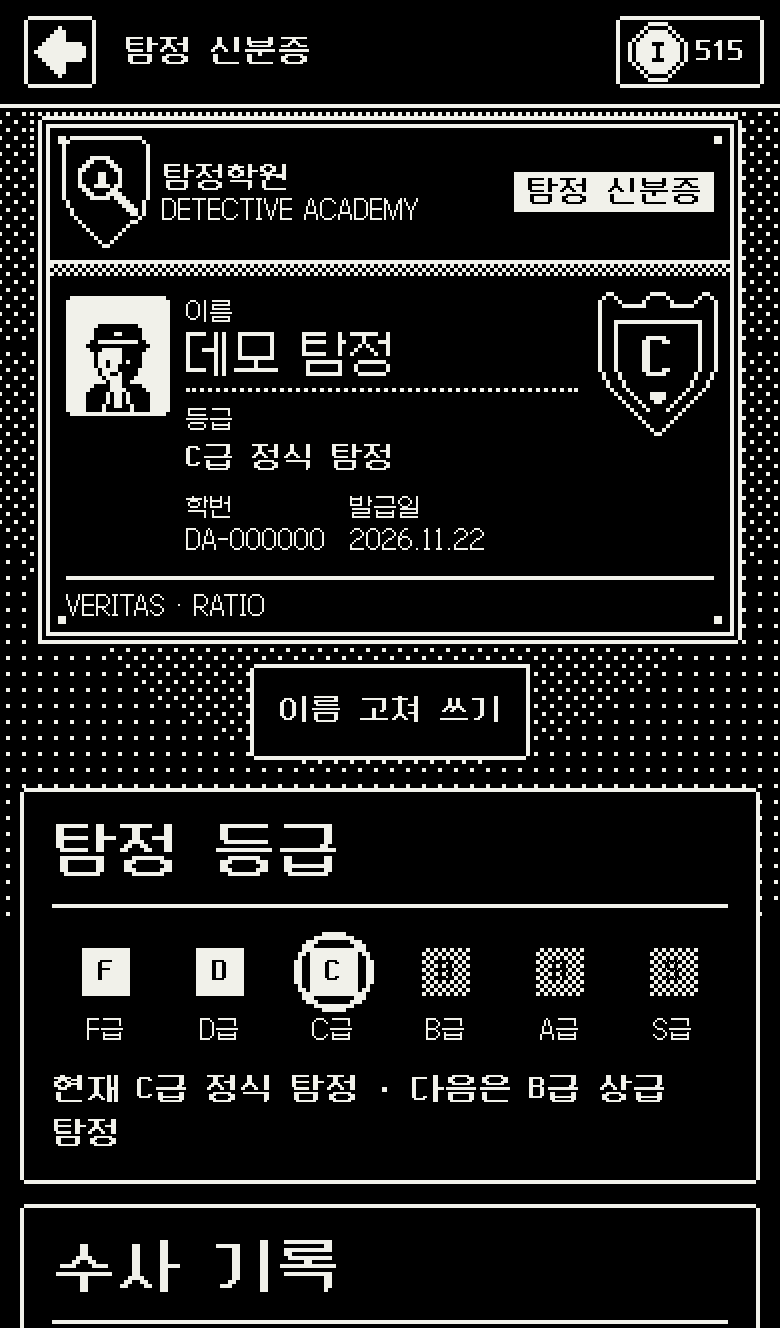 탐정 신분증
I 515
탐정학원
DETECTIVE ACADEMY
탐정 신분증
이름
데모 탐정
C
등급
C급 정식 탐정
학번 발급일
DA-000000 2026.11.22
VERITAS · RATIO
이름 고쳐 쓰기
탐정 등급
F D C
F급 D급 C급 B급 A급 S급
현재 C급 정식 탐정 · 다음은 B급 상급
탐정
수사 기록